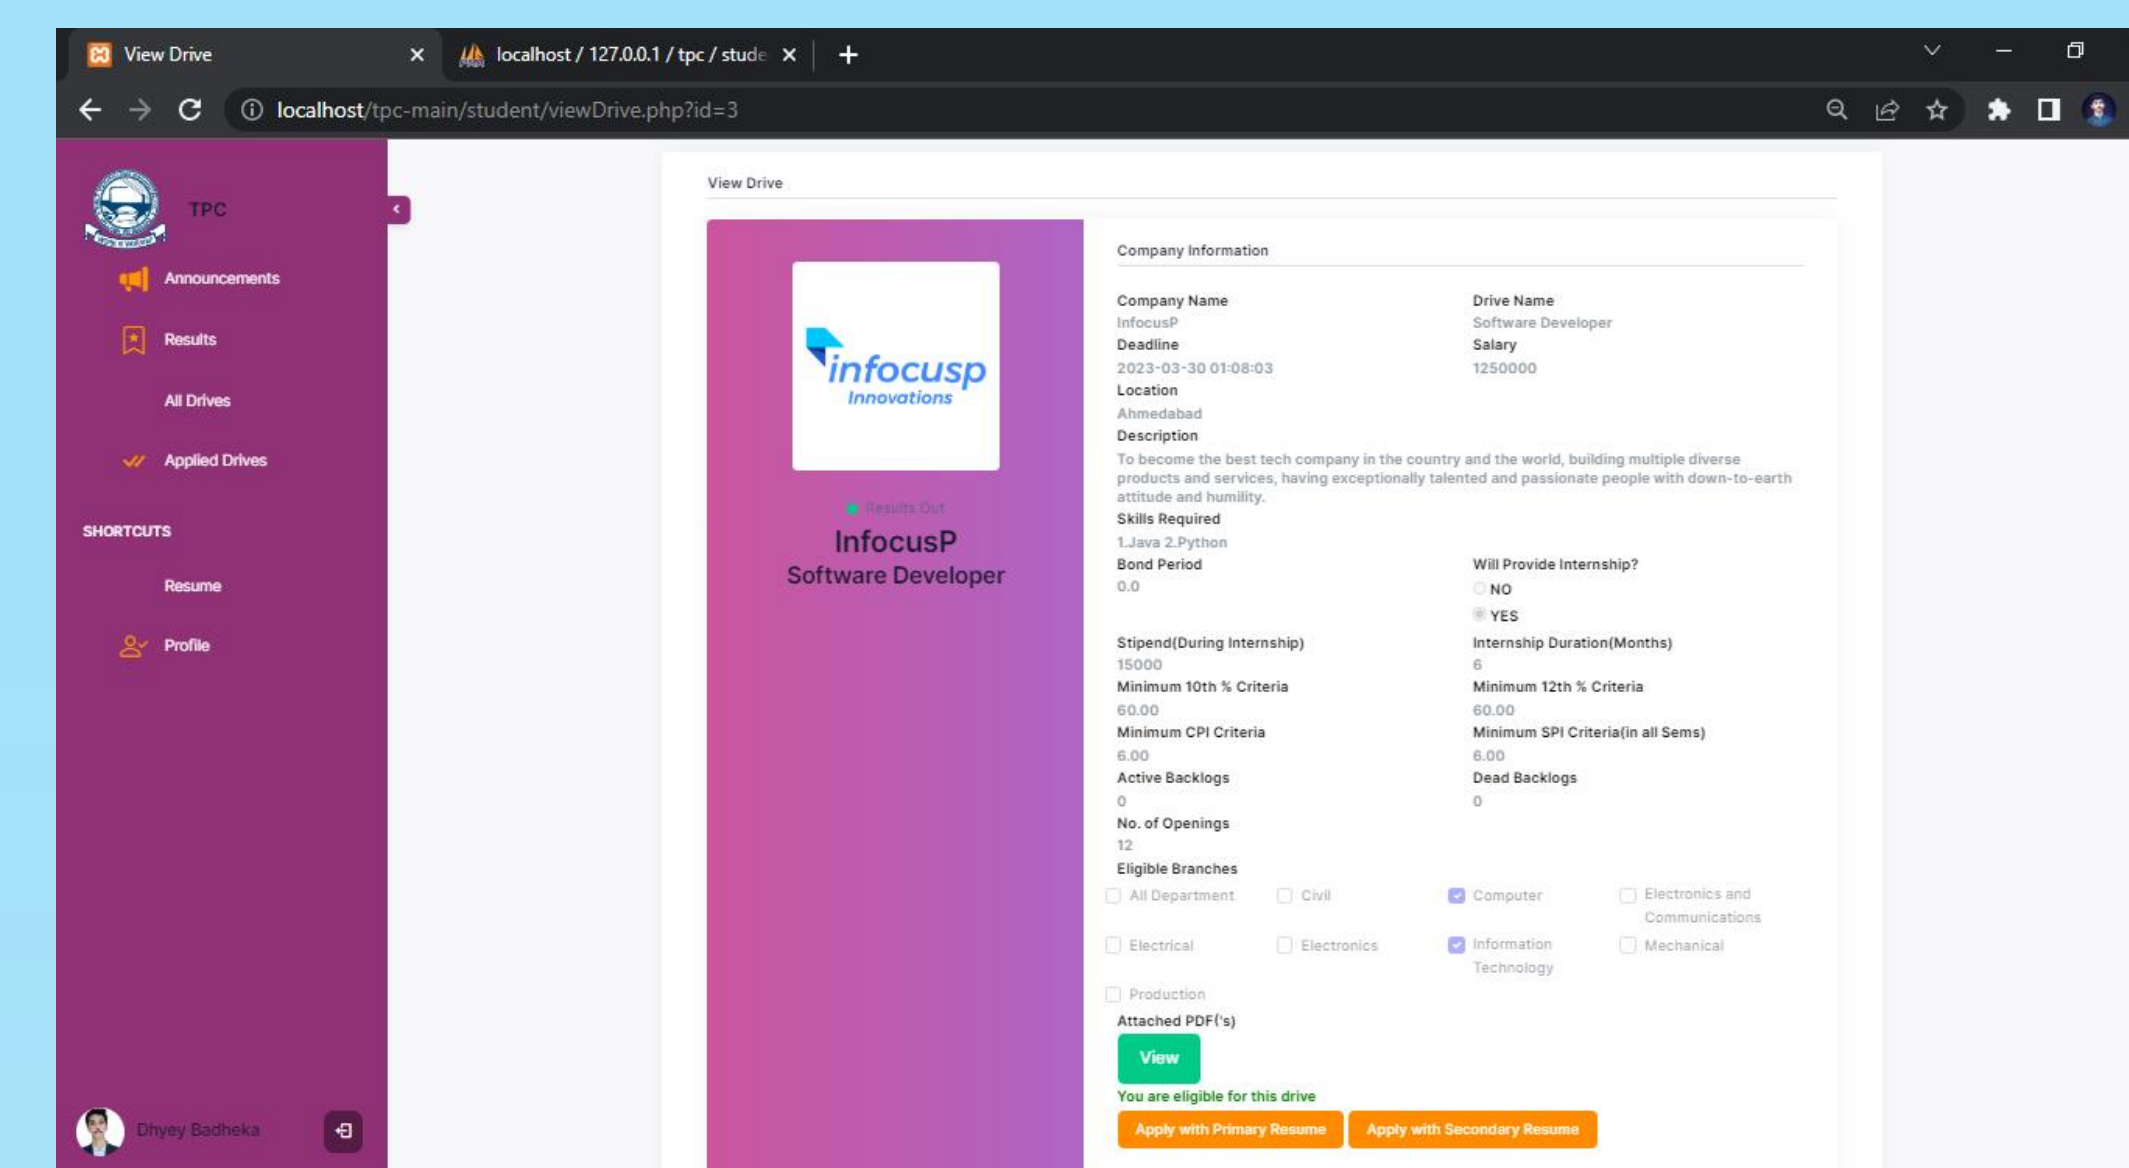 View Drive
localhost / 127.0.0.1 / tpc / stude
localhost/tpc-main/student/viewDrive.php?id=3
TPC
Announcements
Results
All Drives
Applied Drives
SHORTCUTS
Resume
Profile
Dhyey Badheka
View Drive
infocusp
Innovations
Results Out
InfocusP
Software Developer
Company Information
Company Name
InfocusP
Drive Name
Software Developer
Deadline
2023-03-30 01:08:03
Salary
1250000
Location
Ahmedabad
Description
To become the best tech company in the country and the world, building multiple diverse
products and services, having exceptionally talented and passionate people with down-to-earth
attitude and humility.
Skills Required
1.Java 2.Python
Bond Period
0.0
Will Provide Internship?
NO
YES
Stipend(During Internship)
15000
Internship Duration(Months)
6
Minimum 10th % Criteria
60.00
Minimum 12th % Criteria
60.00
Minimum CPI Criteria
6.00
Minimum SPI Criteria(in all Sems)
6.00
Active Backlogs
0
Dead Backlogs
0
No. of Openings
12
Eligible Branches
All Department
Civil
Computer
Electronics and
Communications
Electrical
Electronics
Information
Technology
Mechanical
Production
Attached PDF('s)
View
You are eligible for this drive
Apply with Primary Resume
Apply with Secondary Resume